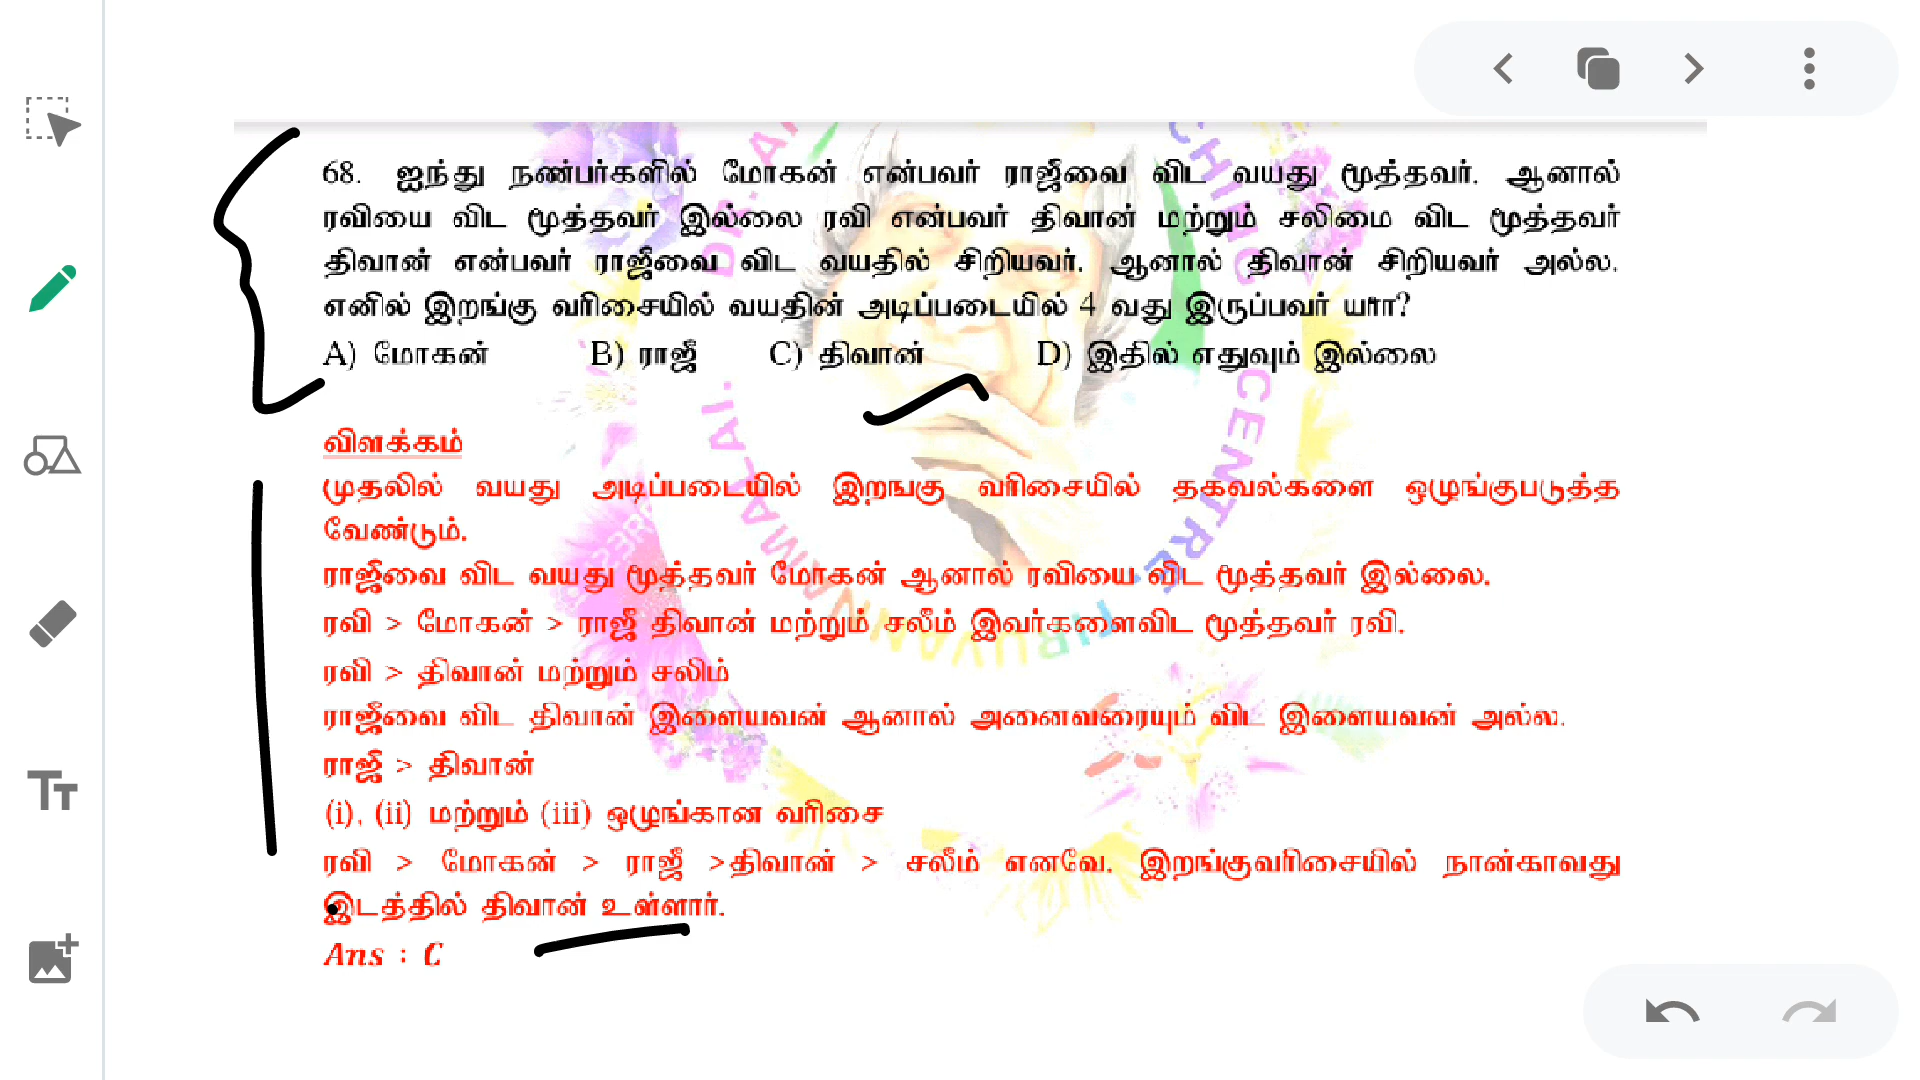 68. ஐந்து நண்பர்களில் மோகன் என்பவர் ராஜீவை விட வயது மூத்தவர். ஆனால்
ரவியை விட மூத்தவர் இல்லை ரவி என்பவர் திவான் மற்றும் சலிமை விட மூத்தவர்
திவான் என்பவர் ராஜீவை விட வயதில் சிறியவர். ஆனால் திவான் சிறியவர் அல்ல.
எனில் இறங்கு வரிசையில் வயதின் அடிப்படையில் 4 வது இருப்பவர் யார்?
A) மோகன் B) ராஜீ C) திவான் D) இதில் எதுவும் இல்லை
விளக்கம்
முதலில் வயது அடிப்படையில் இறஙகு வரிசையில் தகவல்களை ஒழுங்குபடுத்த
வேண்டும்.
ராஜீவை விட வயது மூத்தவர் மோகன் ஆனால் ரவியை விட மூத்தவர் இல்லை.
ரவி > மோகன் > ராஜீ திவான் மற்றும் சலீம் இவர்களைவிட மூத்தவர் ரவி.
ரவி > திவான் மற்றும் சலிம்
ராஜீவை விட திவான் இளையவன் ஆனால் அனைவரையும் விட இளையவன் அல்ல.
ராஜி > திவான்
(i), (ii) மற்றும் (iii) ஒழுங்கான வரிசை
ரவி > மோகன் > ராஜீ >திவான் > சலீம் எனவே, இறங்குவரிசையில் நான்காவது
இடத்தில் திவான் உள்ளார்.
Ans : C
TIRUVANNAMALAI.
CENTRE,